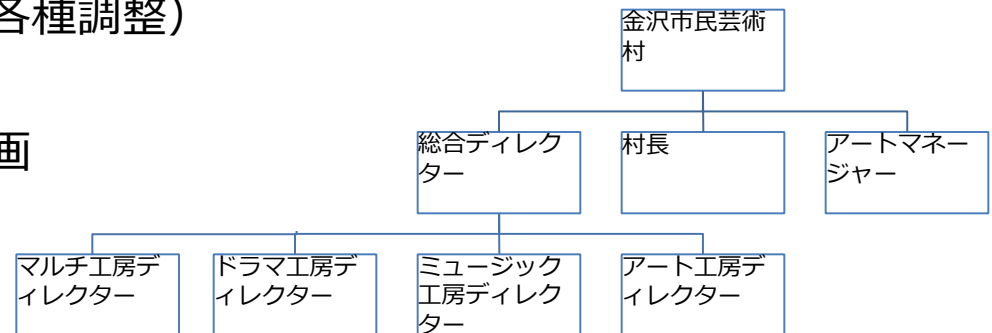 各種調整）
金沢市民芸術
村
画
総合ディレク
ター
村長
アートマネー
ジャー
マルチ工房デ
ィレクター
ドラマ工房デ
ィレクター
ミュージック
工房ディレク
ター
アート工房デ
ィレクター